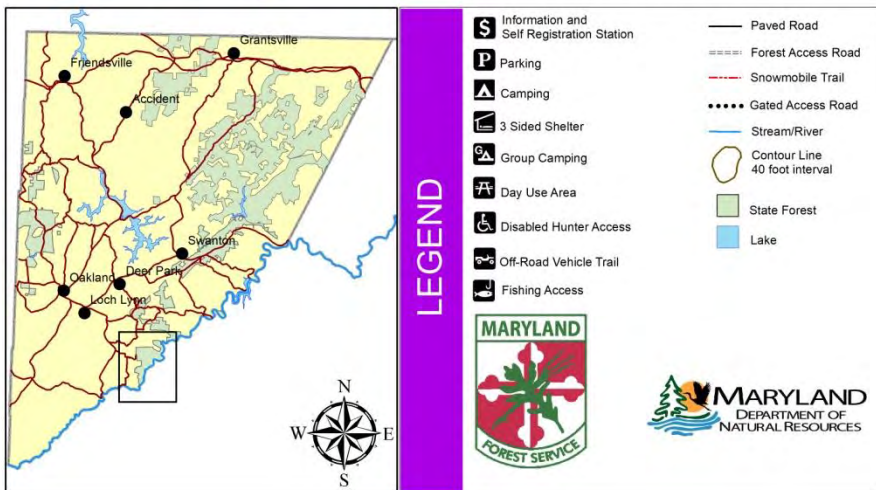 Grantsville
Friendsville
Accident
Swanton
Deer Park
Oakland
Loch Lynn
N
W
E
S
LEGEND
$
Information and
Self Registration Station
P
Parking
Camping
3 Sided Shelter
G
Group Camping
Day Use Area
Disabled Hunter Access
Off-Road Vehicle Trail
Fishing Access
Paved Road
Forest Access Road
Snowmobile Trail
Gated Access Road
Stream/River
Contour Line
40 foot interval
State Forest
Lake
MARYLAND
FOREST SERVICE
MARYLAND
DEPARTMENT OF
NATURAL RESOURCES